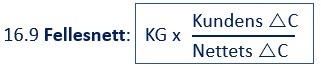 16.9 Fellesnett: KG x Kundens △C
Nettets △C